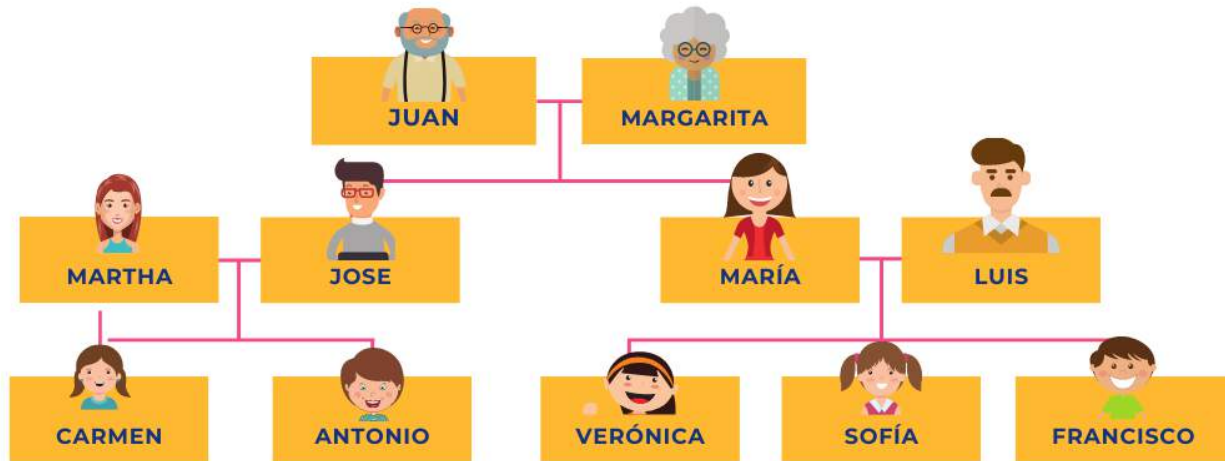 JUAN
MARGARITA
MARTHA
JOSE
MARÍA
LUIS
CARMEN
ANTONIO
VERÓNICA
SOFÍA
FRANCISCO